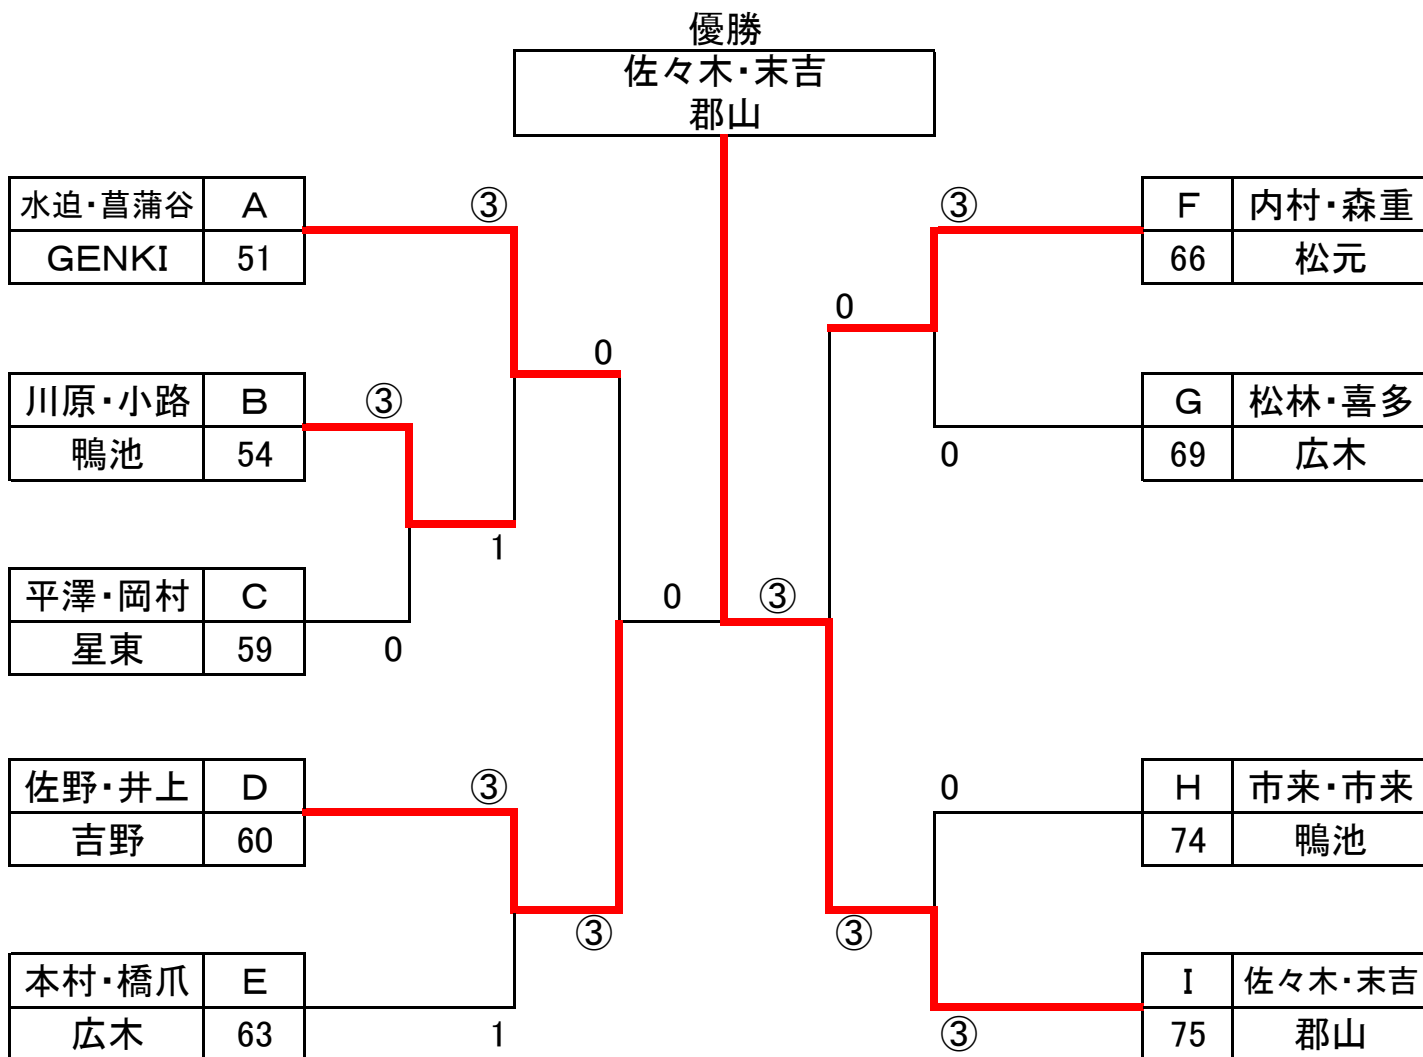 優勝
佐々木・末吉
郡山
水迫・菖蒲谷 A
GENKI 51
③
③
F 内村・森重
66 松元
0
0
川原・小路 B
鴨池 54
③
G 松林・喜多
69 広木
0
1
平澤・岡村 C
星東 59
0
0
③
佐野・井上 D
吉野 60
③
0
H 市来・市来
74 鴨池
③
③
本村・橋爪 E
広木 63
1
③
I 佐々木・末吉
75 郡山